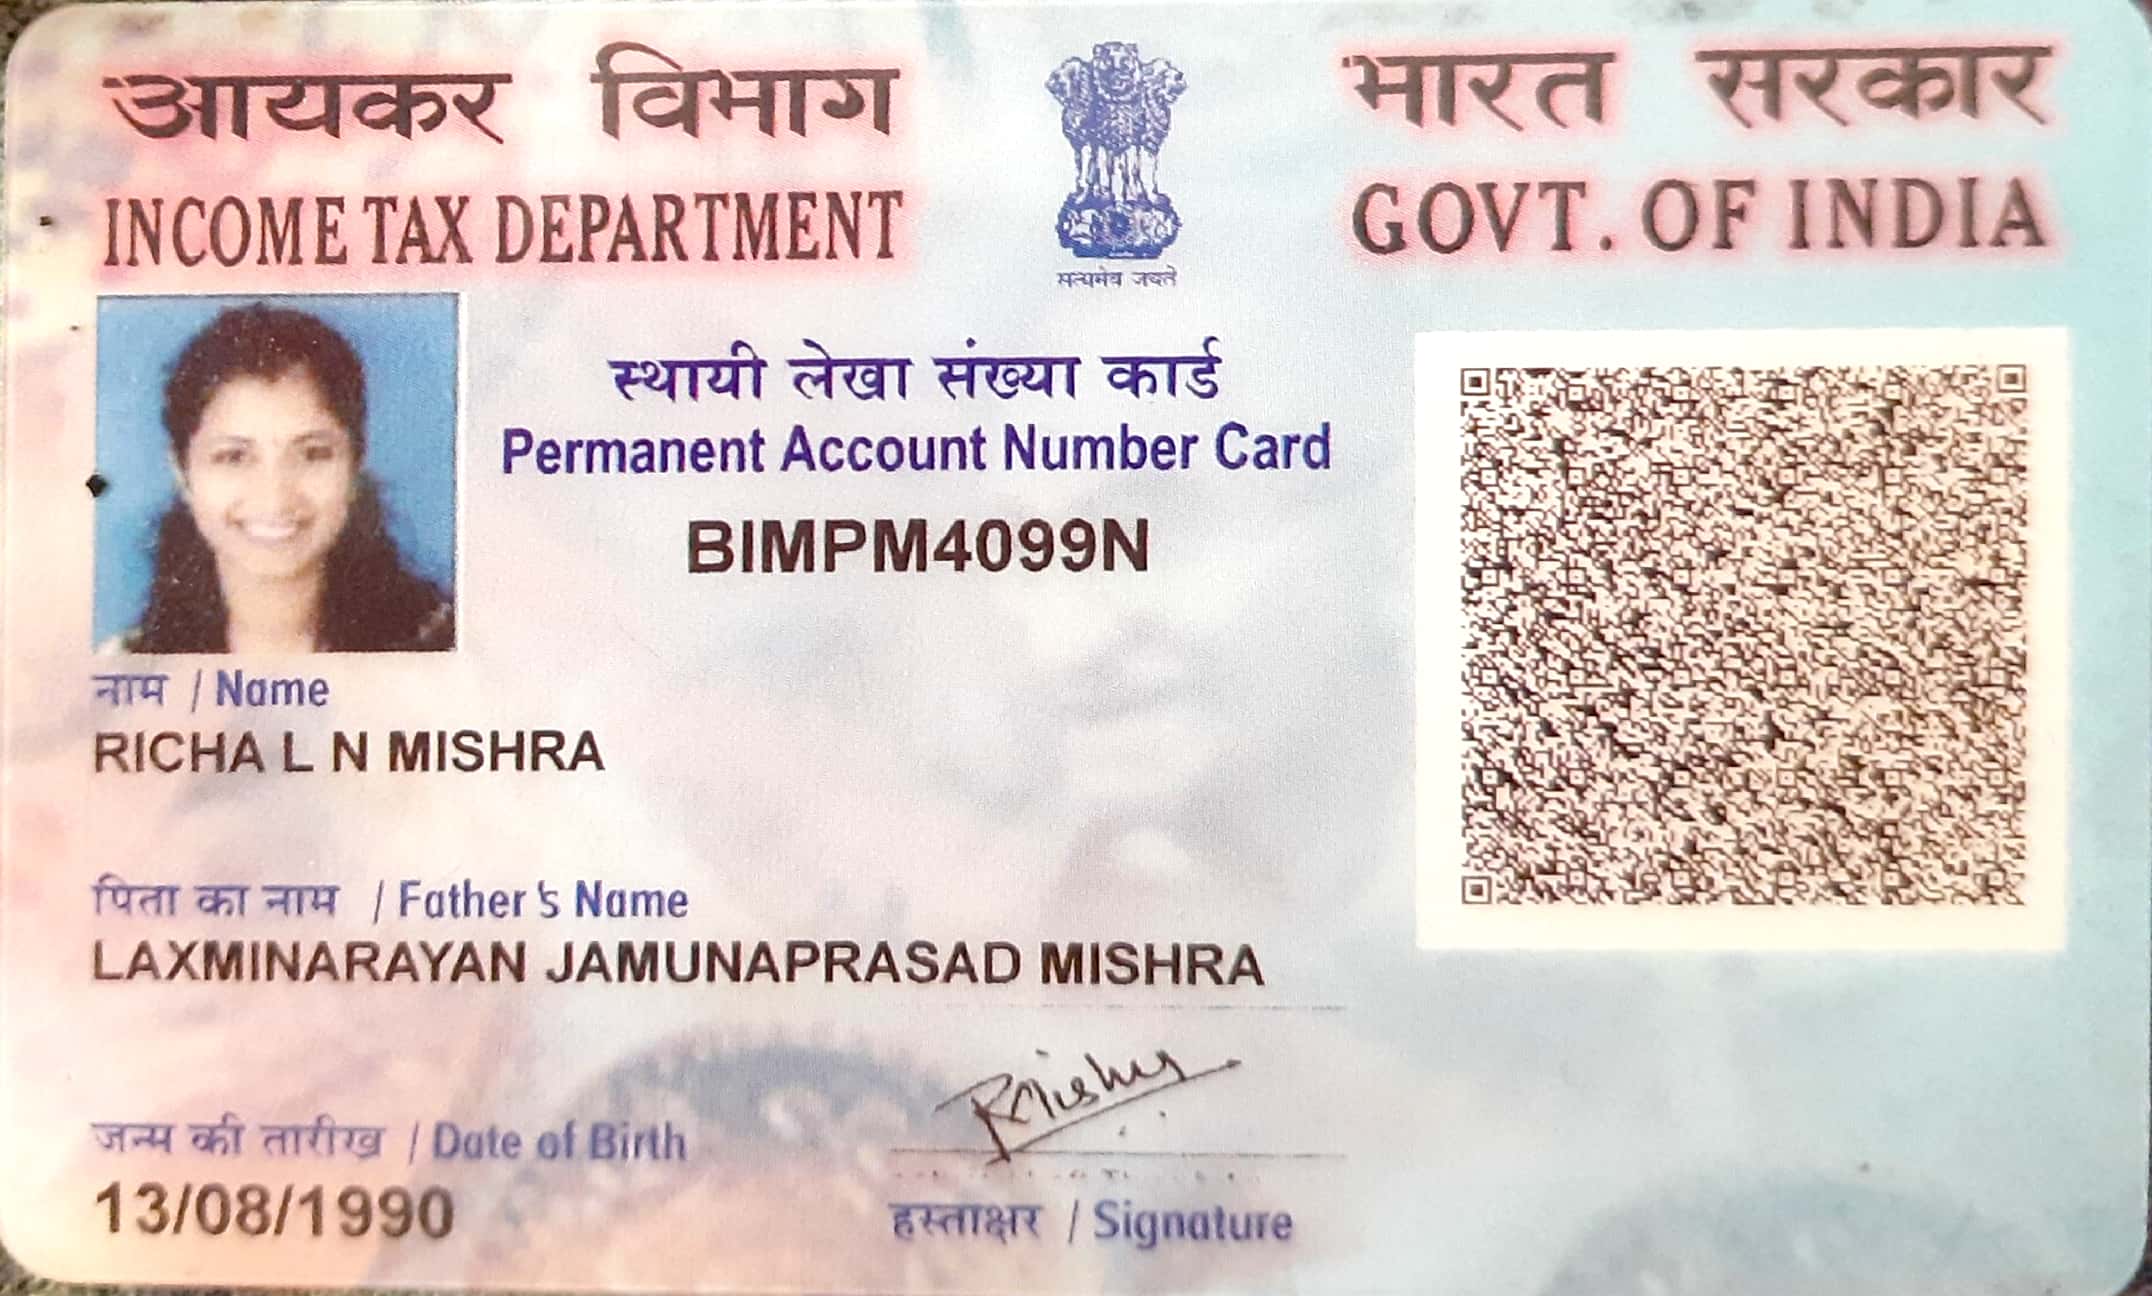 आयकर विभाग
INCOME TAX DEPARTMENT
सत्यमेव जयते
भारत सरकार
GOVT. OF INDIA
स्थायी लेखा संख्या कार्ड
Permanent Account Number Card
BIMPM4099N
नाम / Name
RICHA L N MISHRA
पिता का नाम / Father's Name
LAXMINARAYAN JAMUNAPRASAD MISHRA
जन्म की तारीख / Date of Birth
13/08/1990
RMishra
हस्ताक्षर / Signature